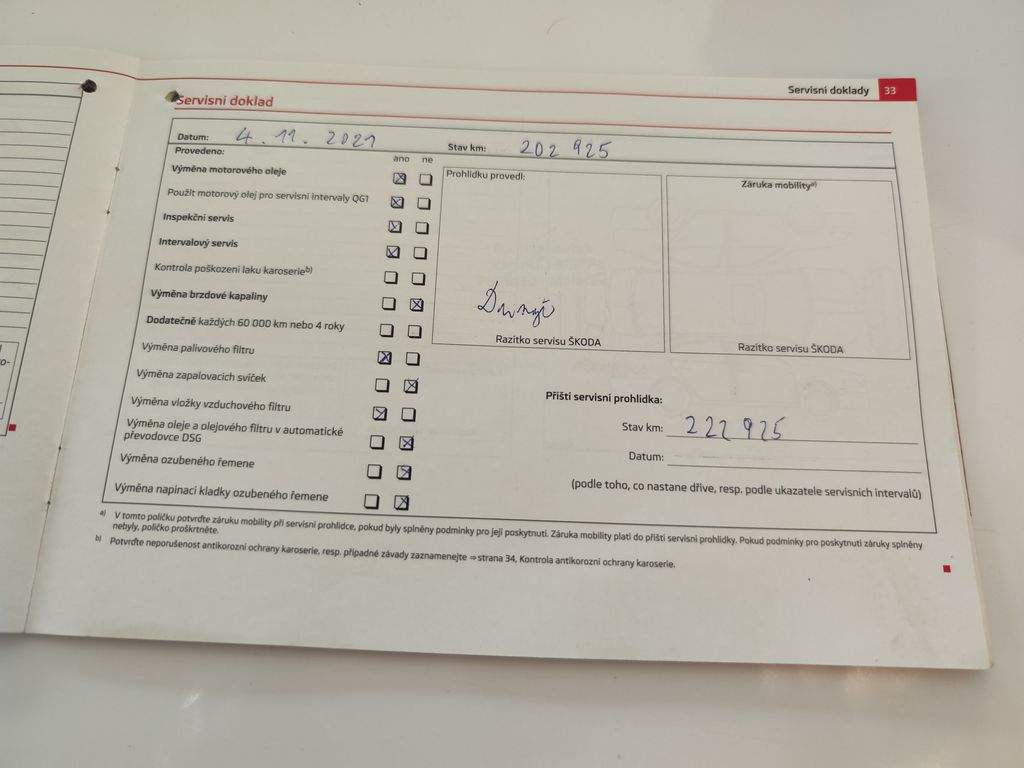 Servisní doklady 33
Servisní doklad
Datum: 4. 11. 2021
Stav km: 202 925
Provedeno:
ano ne
Výměna motorového oleje
Použit motorový olej pro servisní intervaly QG1
Inspekční servis
Intervalový servis
Kontrola poškození laku karoserieb)
Výměna brzdové kapaliny
Dodatečně každých 60 000 km nebo 4 roky
Výměna palivového filtru
Výměna zapalovacích svíček
Výměna vložky vzduchového filtru
Výměna oleje a olejového filtru v automatické
převodovce DSG
Výměna ozubeného řemene
Výměna napínací kladky ozubeného řemene
Prohlídku provedl:
Razítko servisu ŠKODA
Záruka mobilitya)
Razítko servisu ŠKODA
Příští servisní prohlídka:
Stav km: 222 925
Datum:
(podle toho, co nastane dříve, resp. podle ukazatele servisních intervalů)
a) V tomto políčku potvrďte záruku mobility při servisní prohlídce, pokud byly splněny podmínky pro její poskytnutí. Záruka mobility platí do příští servisní prohlídky. Pokud podmínky pro poskytnutí záruky splněny
nebyly, políčko proškrtněte.
b) Potvrďte neporušenost antikorozní ochrany karoserie, resp. případné závady zaznamenejte ⇒ strana 34, Kontrola antikorozní ochrany karoserie.